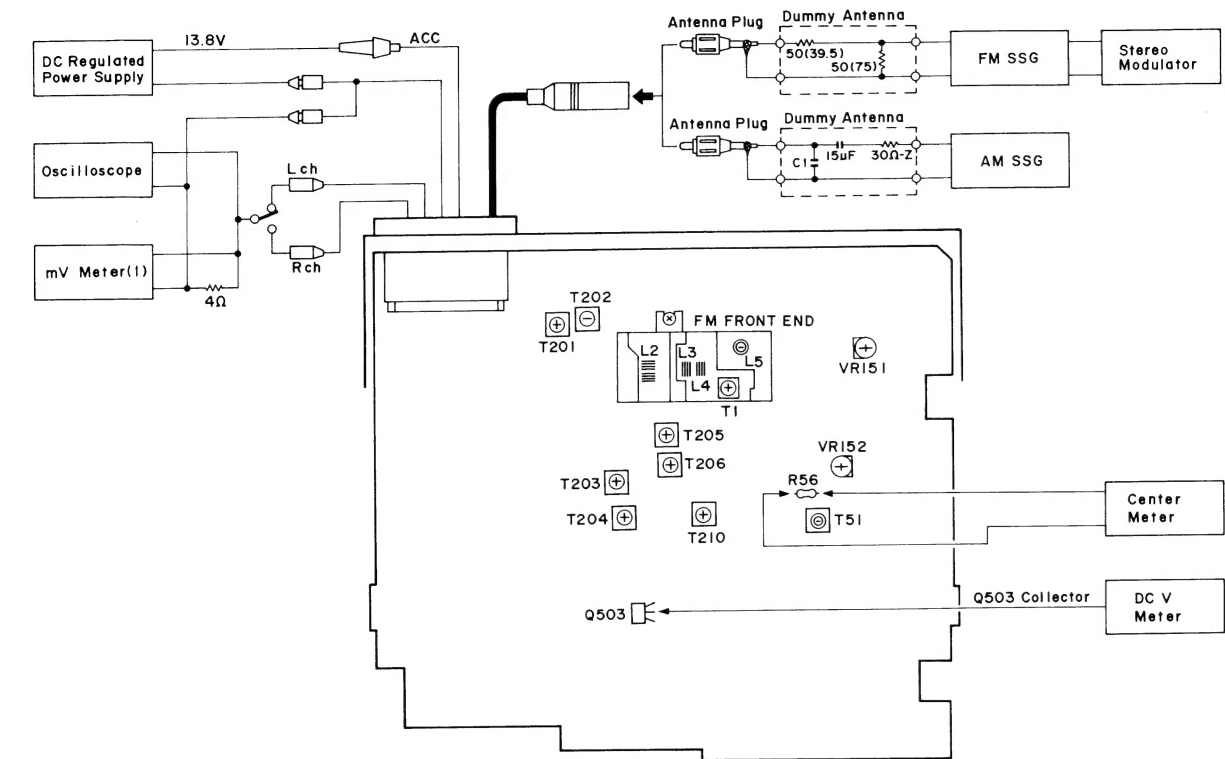 13.8V
ACC
DC Regulated
Power Supply
Oscilloscope
mV Meter(1)
4Ω
L ch
R ch
Antenna Plug
Dummy Antenna
50(39.5)
50(75)
FM SSG
Stereo
Modulator
Antenna Plug
Dummy Antenna
C1
15µF
30Ω-Z
AM SSG
T202
T201
FM FRONT END
L2
L3
L4
L5
T1
VR151
T205
T206
T203
T204
T210
VR152
R56
T51
Center
Meter
Q503
Q503 Collector
DC V
Meter